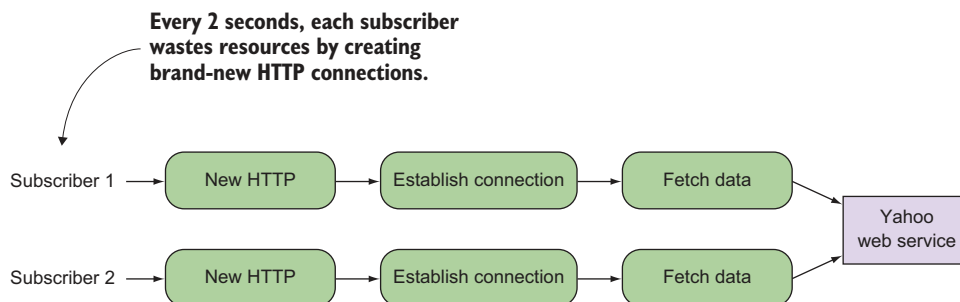 Every 2 seconds, each subscriber
wastes resources by creating
brand-new HTTP connections.
Subscriber 1
New HTTP
Establish connection
Fetch data
Yahoo
web service
Subscriber 2
New HTTP
Establish connection
Fetch data